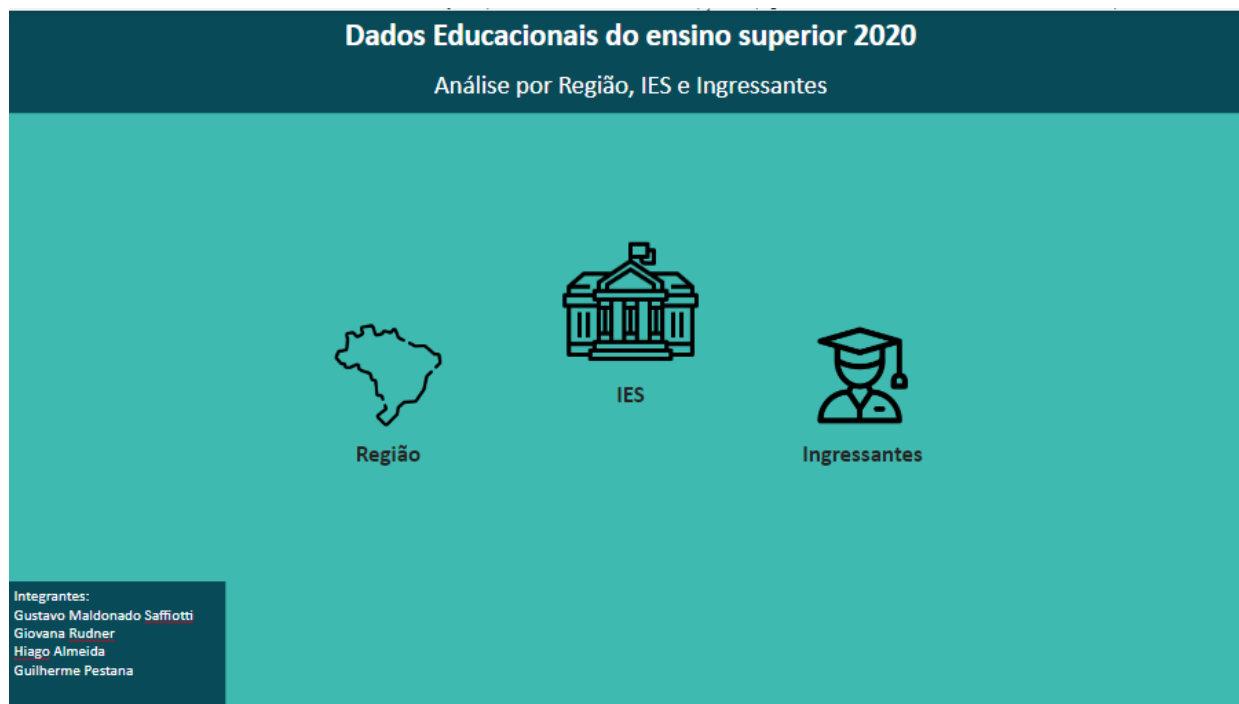 Dados Educacionais do ensino superior 2020
Análise por Região, IES e Ingressantes
IES
Região
Ingressantes
Integrantes:
Gustavo Maldonado Saffiotti
Giovana Rudner
Hiago Almeida
Guilherme Pestana